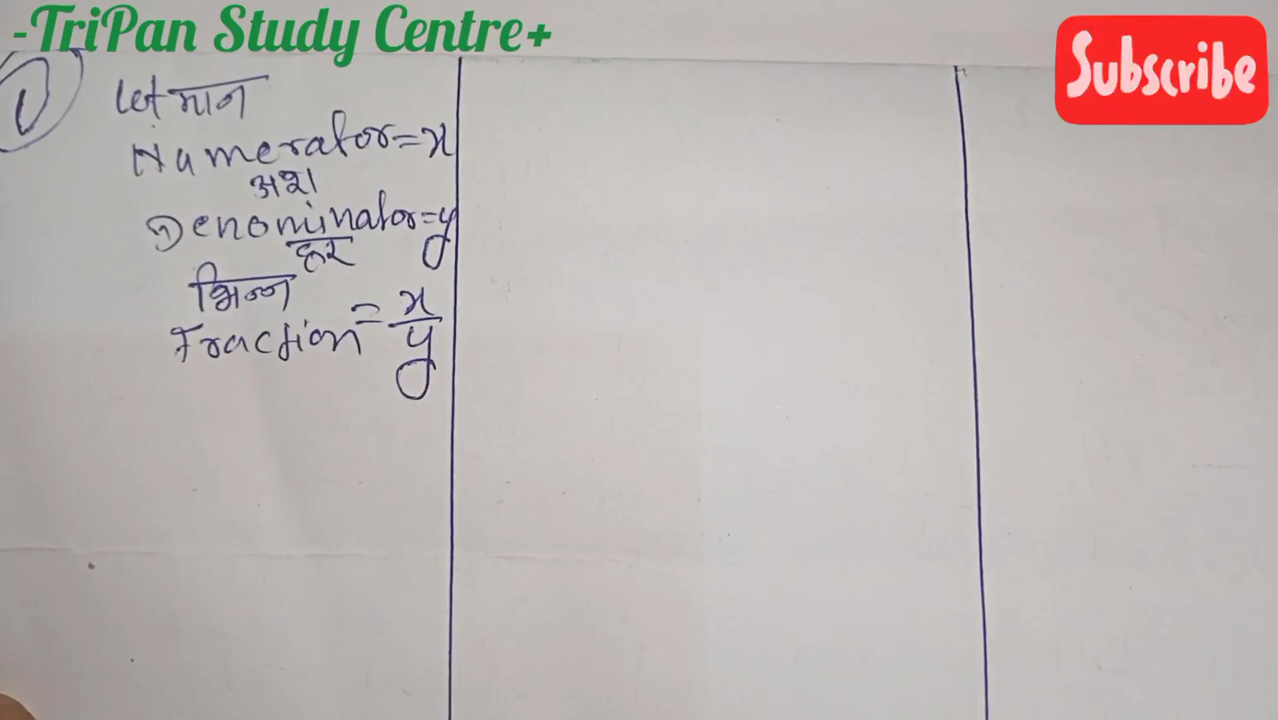 -TriPan Study Centre+
Subscribe
1
Let मान
Numerator=x
अंश
Denominator=y
हर
भिन्न
Fraction = x/y